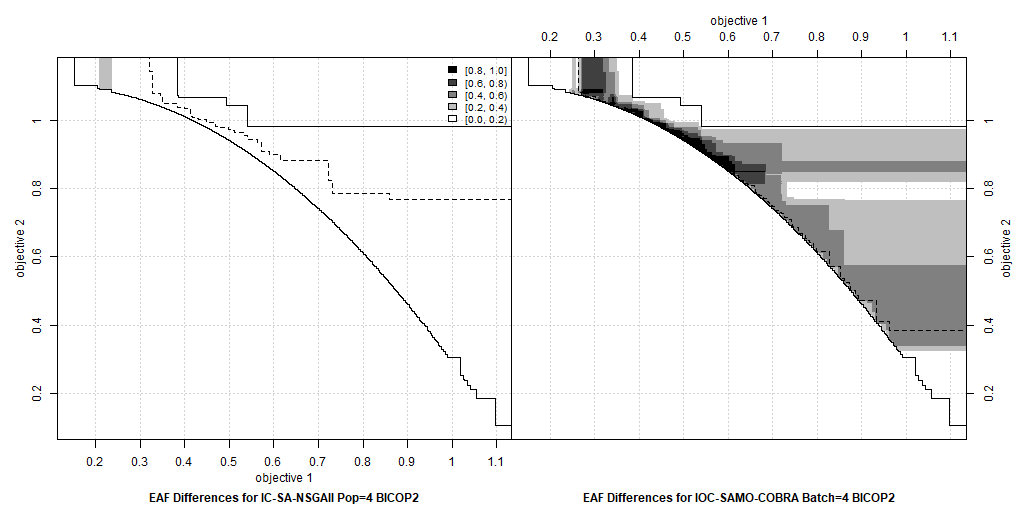 objective 1
0.2 0.3 0.4 0.5 0.6 0.7 0.8 0.9 1 1.1
[0.8, 1.0]
[0.6, 0.8)
[0.4, 0.6)
[0.2, 0.4)
[0.0, 0.2)
objective 2
1
0.8
0.6
0.4
0.2
1
0.8
0.6
0.4
0.2
objective 2
0.2 0.3 0.4 0.5 0.6 0.7 0.8 0.9 1 1.1
objective 1
EAF Differences for IC-SA-NSGAII Pop=4 BICOP2
EAF Differences for IOC-SAMO-COBRA Batch=4 BICOP2